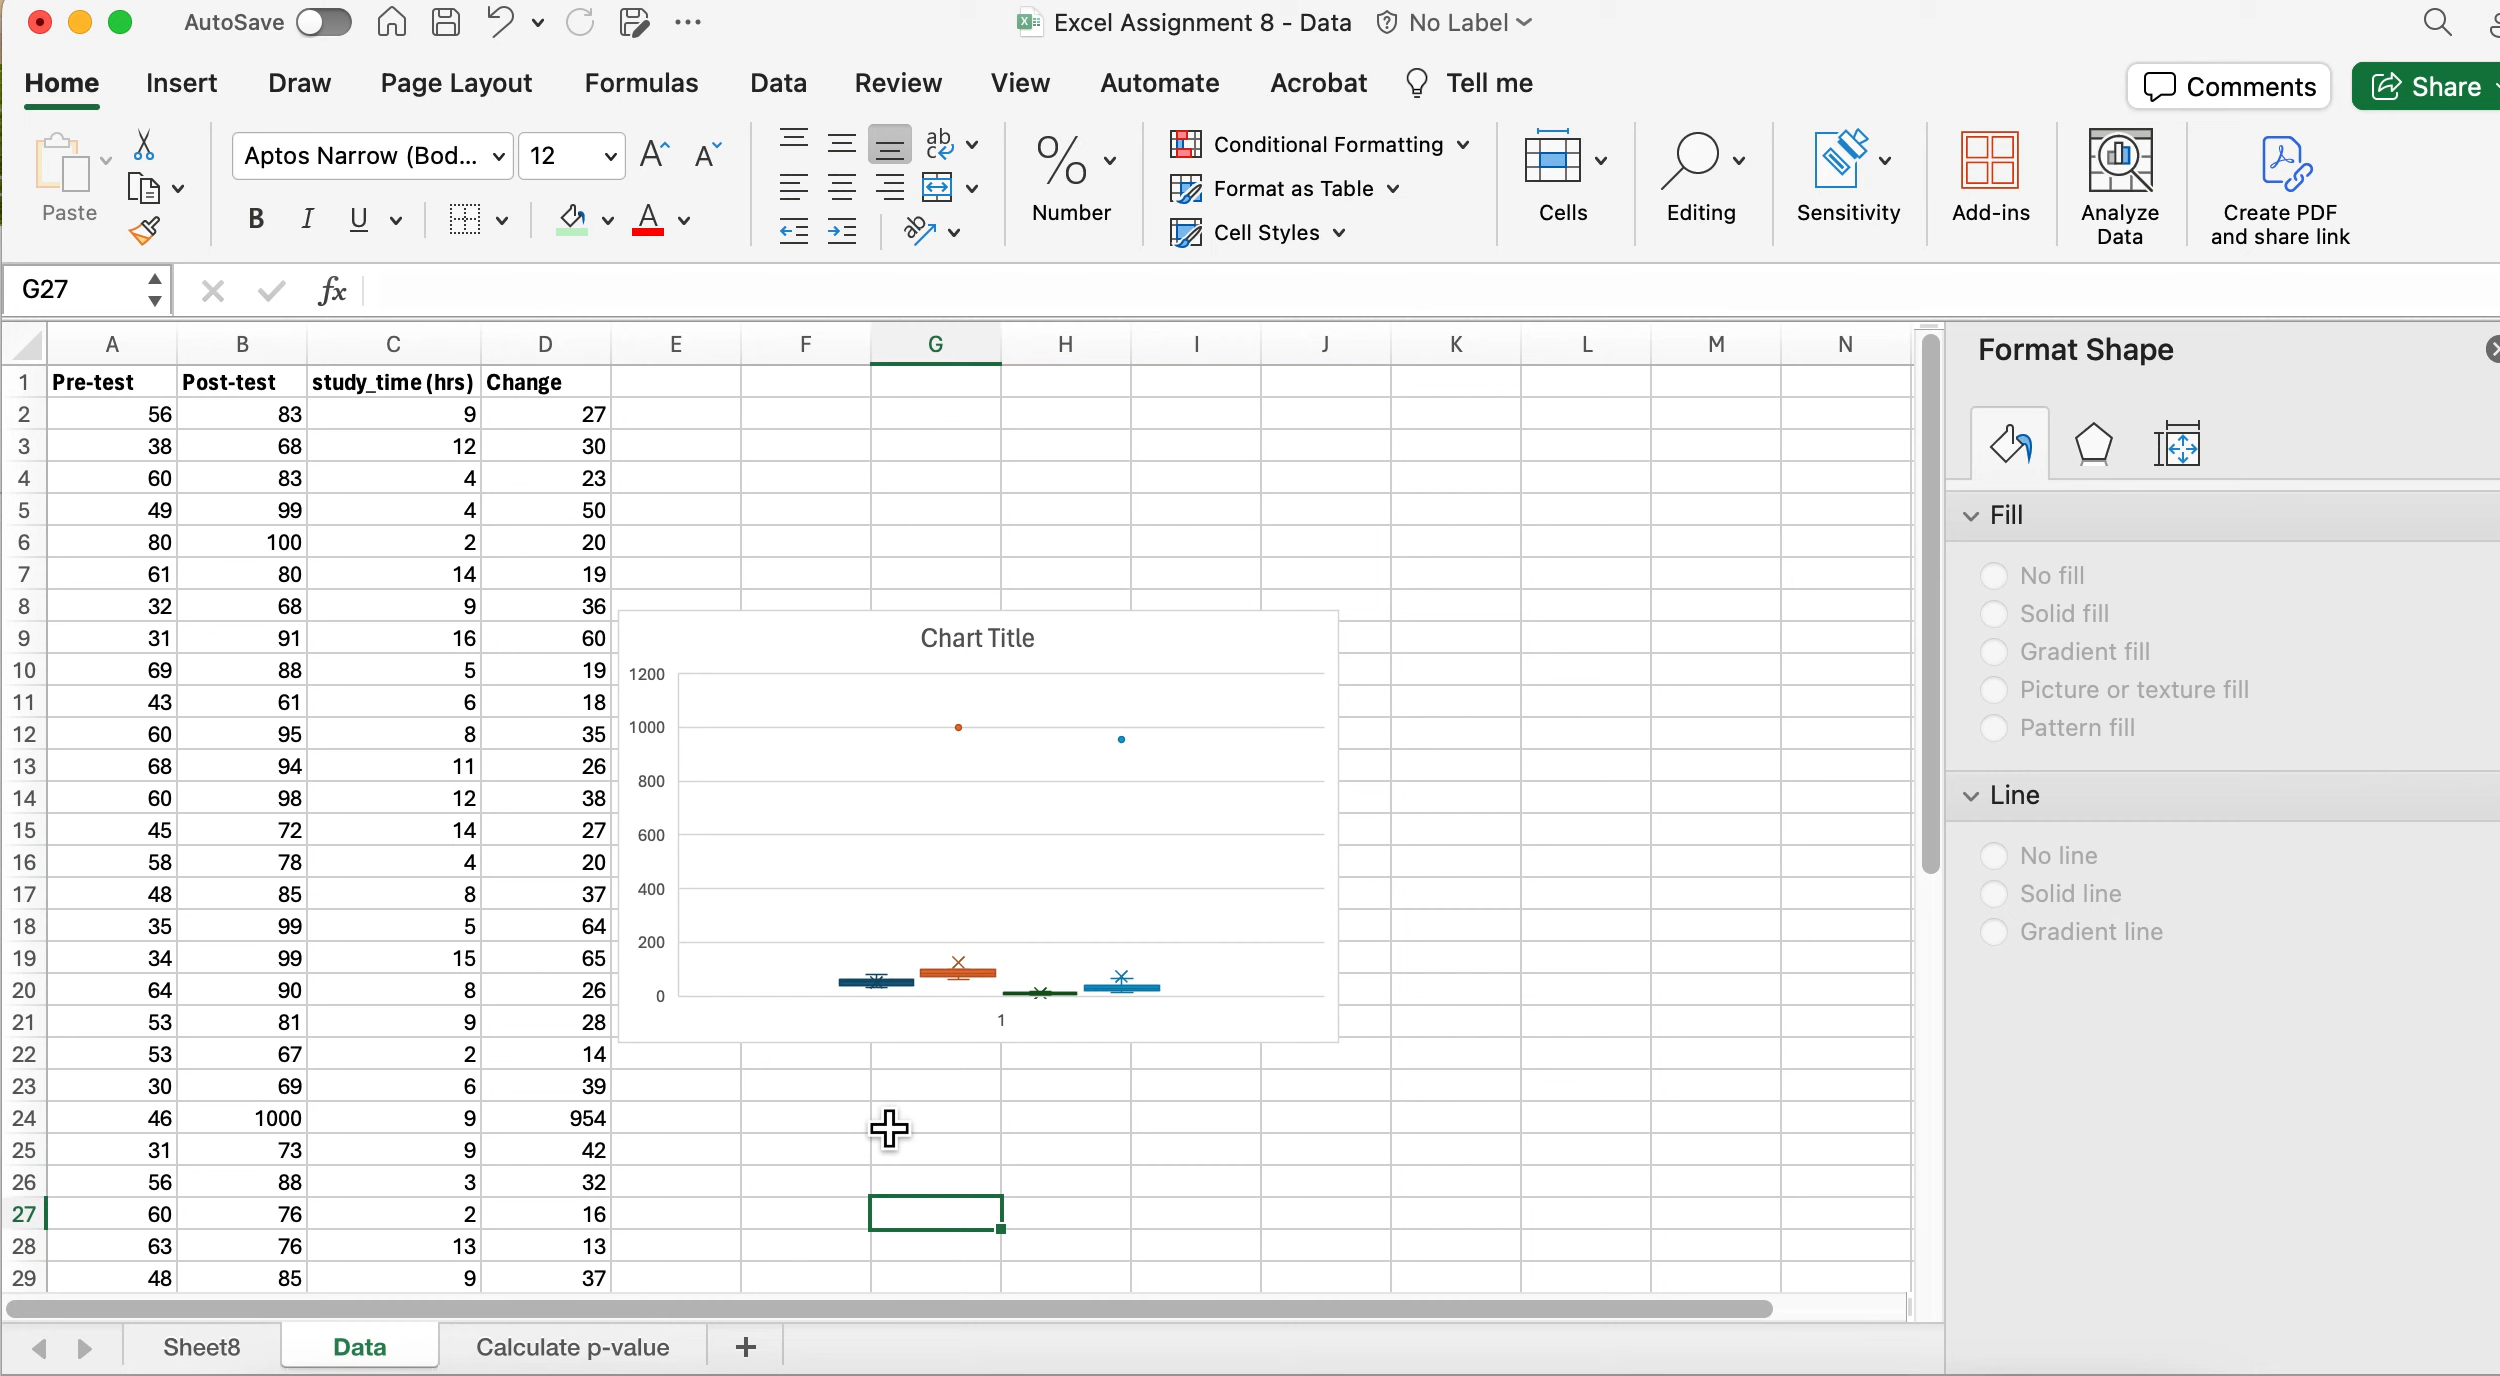 AutoSave Excel Assignment 8 - Data No Label
Home Insert Draw Page Layout Formulas Data Review View Automate Acrobat Tell me Comments Share
Paste
Aptos Narrow (Bod... 12
B I U A
Number
Conditional Formatting
Format as Table
Cell Styles
Cells
Editing
Sensitivity
Add-ins
Analyze
Data
Create PDF
and share link
G27 fx
A B C D E F G H I J K L M N
1 Pre-test Post-test study_time (hrs) Change
2 56 83 9 27
3 38 68 12 30
4 60 83 4 23
5 49 99 4 50
6 80 100 2 20
7 61 80 14 19
8 32 68 9 36
9 31 91 16 60
10 69 88 5 19
11 43 61 6 18
12 60 95 8 35
13 68 94 11 26
14 60 98 12 38
15 45 72 14 27
16 58 78 4 20
17 48 85 8 37
18 35 99 5 64
19 34 99 15 65
20 64 90 8 26
21 53 81 9 28
22 53 67 2 14
23 30 69 6 39
24 46 1000 9 954
25 31 73 9 42
26 56 88 3 32
27 60 76 2 16
28 63 76 13 13
29 48 85 9 37
Chart Title
1200
1000
800
600
400
200
0
1
Format Shape
Fill
No fill
Solid fill
Gradient fill
Picture or texture fill
Pattern fill
Line
No line
Solid line
Gradient line
Sheet8 Data Calculate p-value +